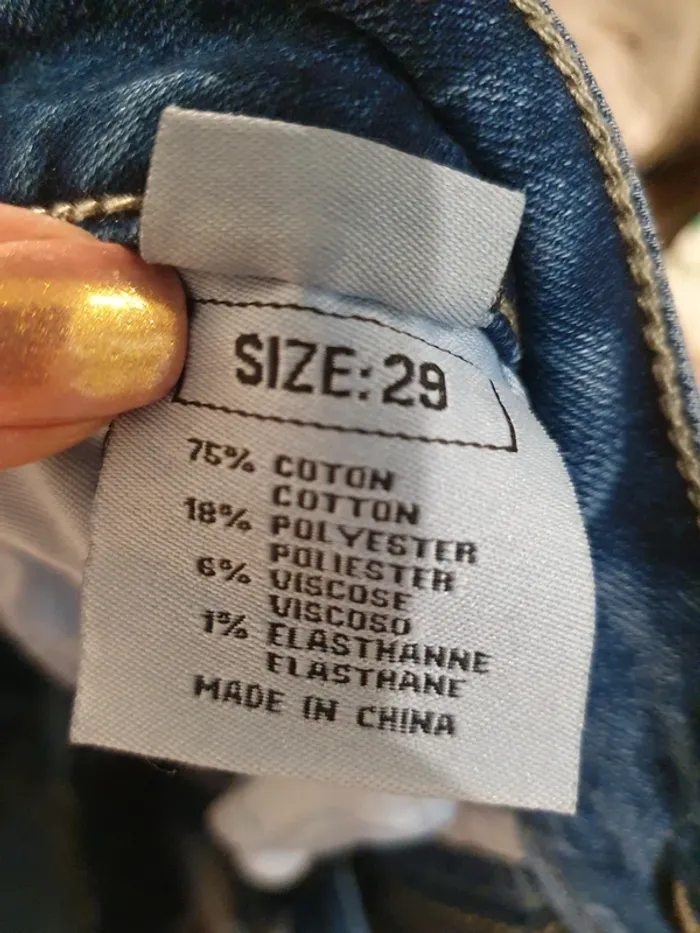 SIZE: 29
75% COTON
COTTON
18% POLYESTER
POLIESTER
6% VISCOSE
VISCOSO
1% ELASTHANNE
ELASTHANE
MADE IN CHINA